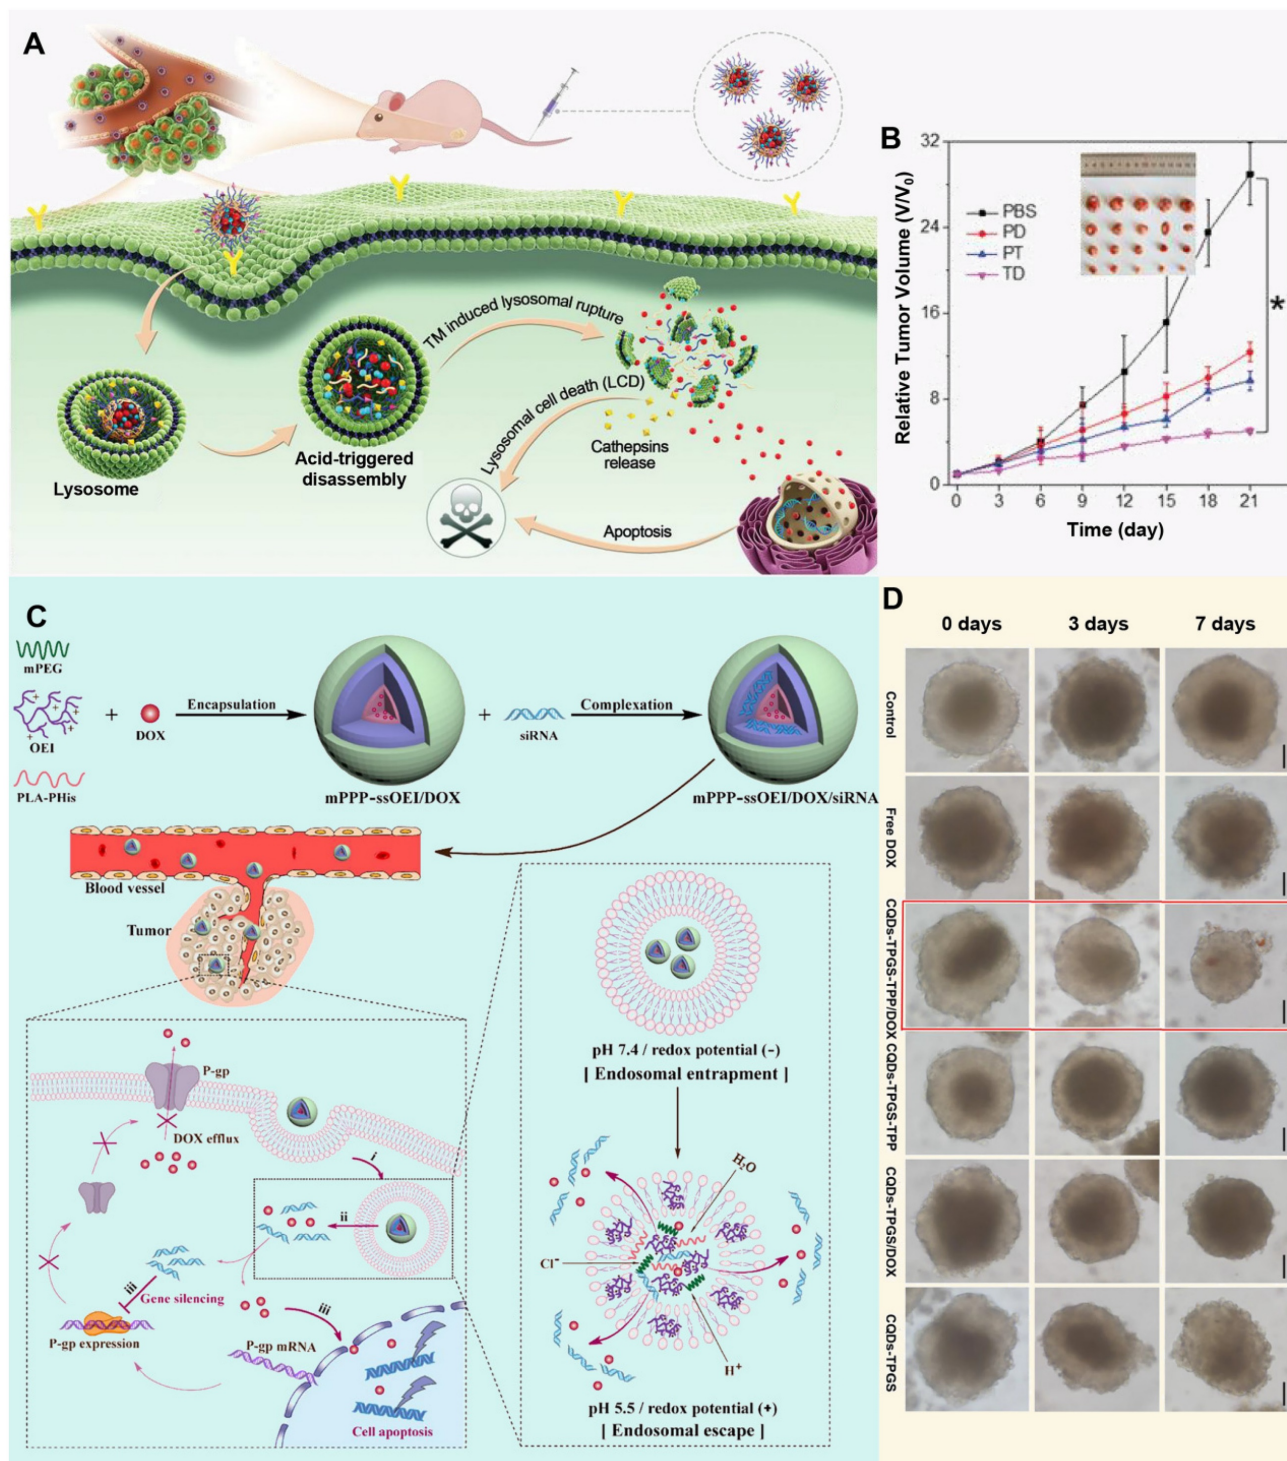 A
TM induced lysosomal rupture
Lysosomal cell death (LCD)
Cathepsins
release
Acid-triggered
disassembly
Lysosome
Apoptosis
B
Relative Tumor Volume (V/V0)
32
24
16
8
0
PBS
PD
PT
TD
*
0 3 6 9 12 15 18 21
Time (day)
C
mPEG
OEI
PLA-PHis
+
DOX
Encapsulation
mPPP-ssOEI/DOX
+
siRNA
Complexation
mPPP-ssOEI/DOX/siRNA
Blood vessel
Tumor
P-gp
DOX efflux
i
ii
iii
Gene silencing
P-gp expression
iii
P-gp mRNA
Cell apoptosis
pH 7.4 / redox potential (-)
[ Endosomal entrapment ]
H2O
Cl-
H+
pH 5.5 / redox potential (+)
[ Endosomal escape ]
D
0 days 3 days 7 days
Control
Free DOX
CQDs-TPGS-TPP/DOX
CQDs-TPGS-TPP
CQDs-TPGS/DOX
CQDs-TPGS